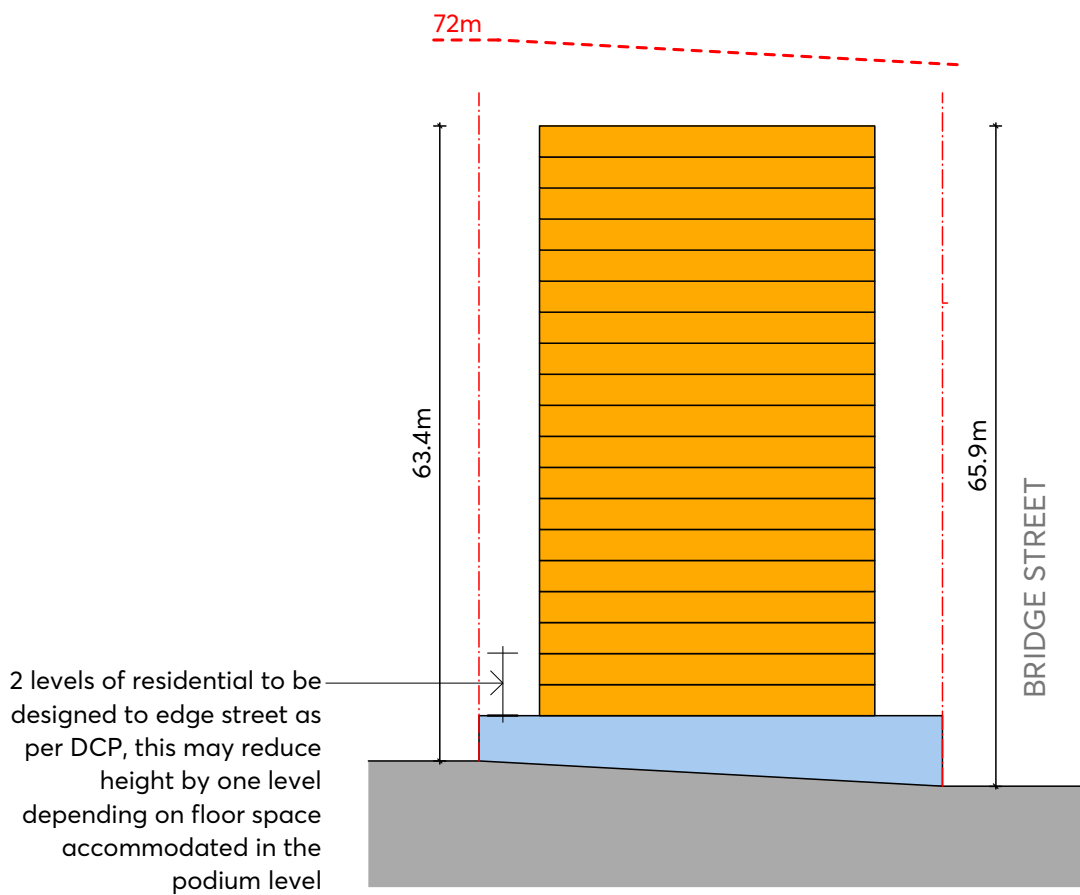 72m
63.4m
65.9m
BRIDGE STREET
2 levels of residential to be
designed to edge street as
per DCP, this may reduce
height by one level
depending on floor space
accommodated in the
podium level